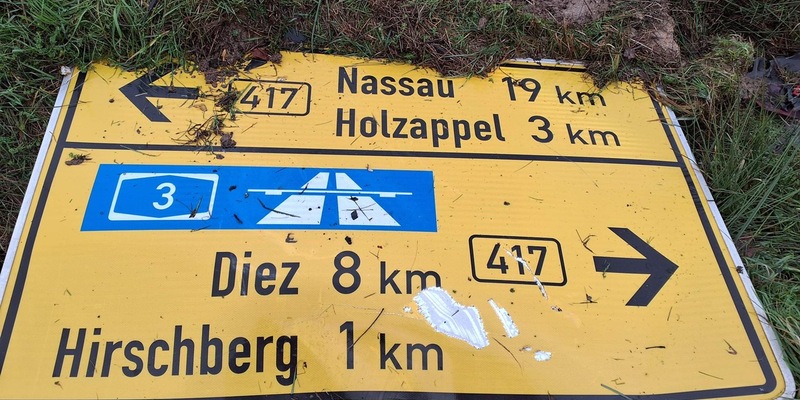 417 Nassau 19 km
Holzappel 3 km
3
Diez 8 km 417
Hirschberg 1 km